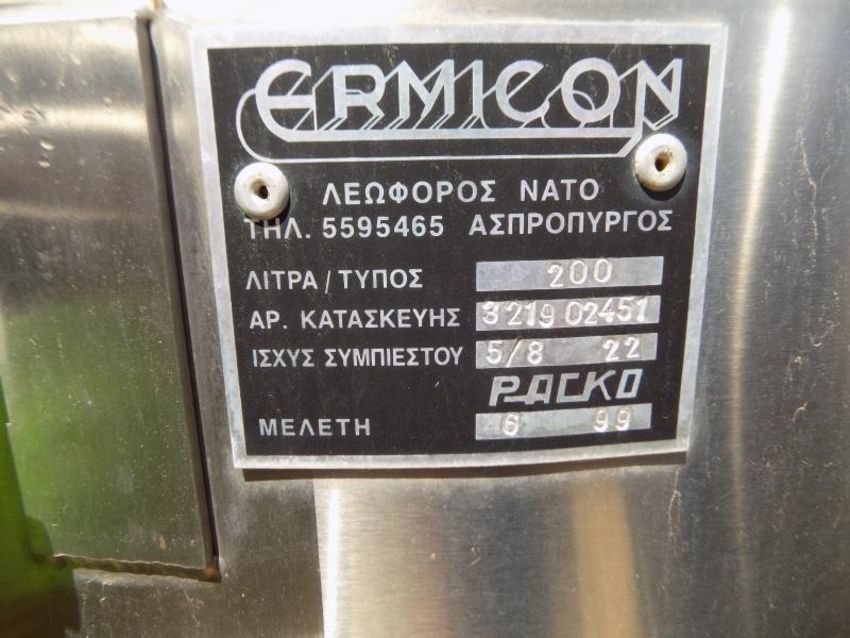 ERMICON
ΛΕΩΦΟΡΟΣ ΝΑΤΟ
ΤΗΛ. 5595465 ΑΣΠΡΟΠΥΡΓΟΣ
ΛΙΤΡΑ / ΤΥΠΟΣ 200
ΑΡ. ΚΑΤΑΣΚΕΥΗΣ 3219 02451
ΙΣΧΥΣ ΣΥΜΠΙΕΣΤΟΥ 5/8 22
PACKO
ΜΕΛΕΤΗ 6 99